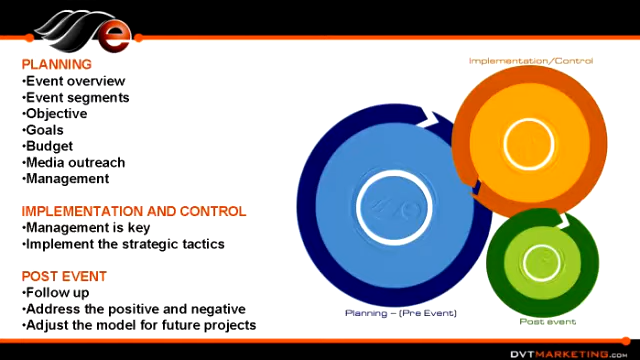 e
PLANNING
•Event overview
•Event segments
•Objective
•Goals
•Budget
•Media outreach
•Management
IMPLEMENTATION AND CONTROL
•Management is key
•Implement the strategic tactics
POST EVENT
•Follow up
•Address the positive and negative
•Adjust the model for future projects
Implementation/Control
Planning – (Pre Event)
Post event
DVTMARKETING.COM